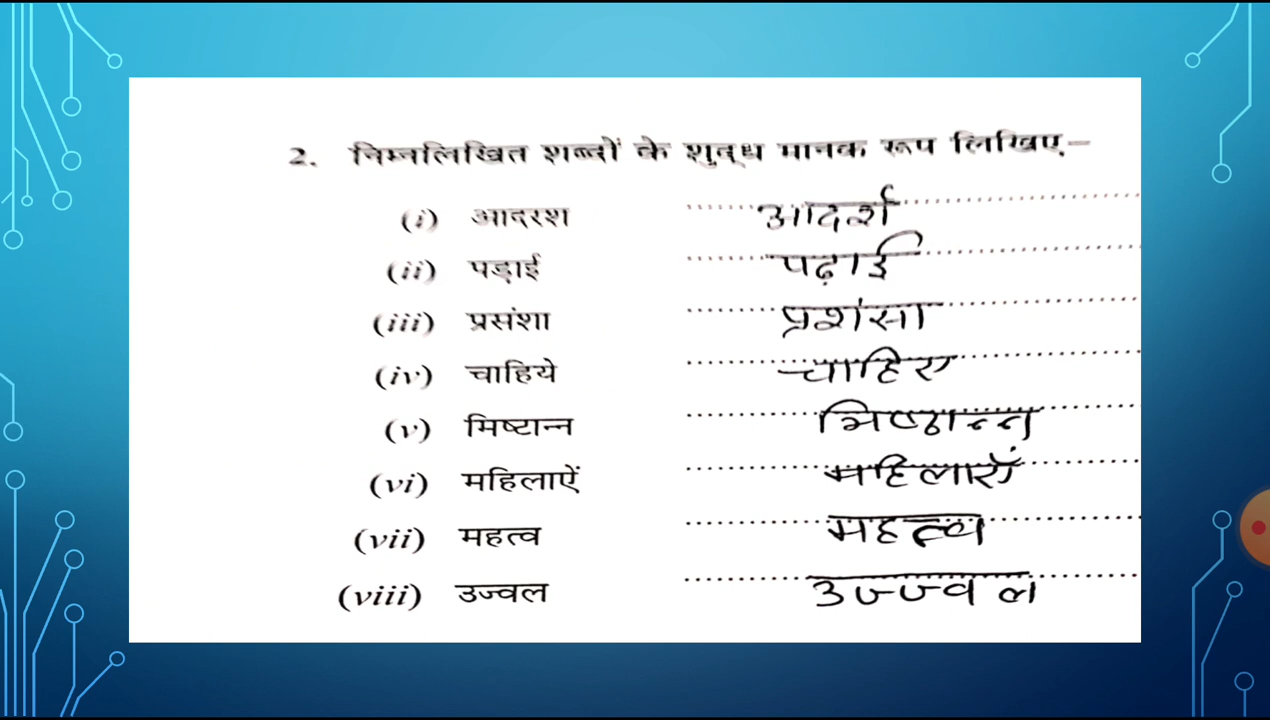 2. निम्नलिखित शब्दों के शुद्ध मानक रूप लिखिए–
(i) आदरश आदर्श
(ii) पड़ाई पढ़ाई
(iii) प्रसंशा प्रशंसा
(iv) चाहिये चाहिए
(v) मिष्टान्न मिष्ठान्न
(vi) महिलाऐं महिलाएँ
(vii) महत्व महत्त्व
(viii) उज्वल उज्ज्वल